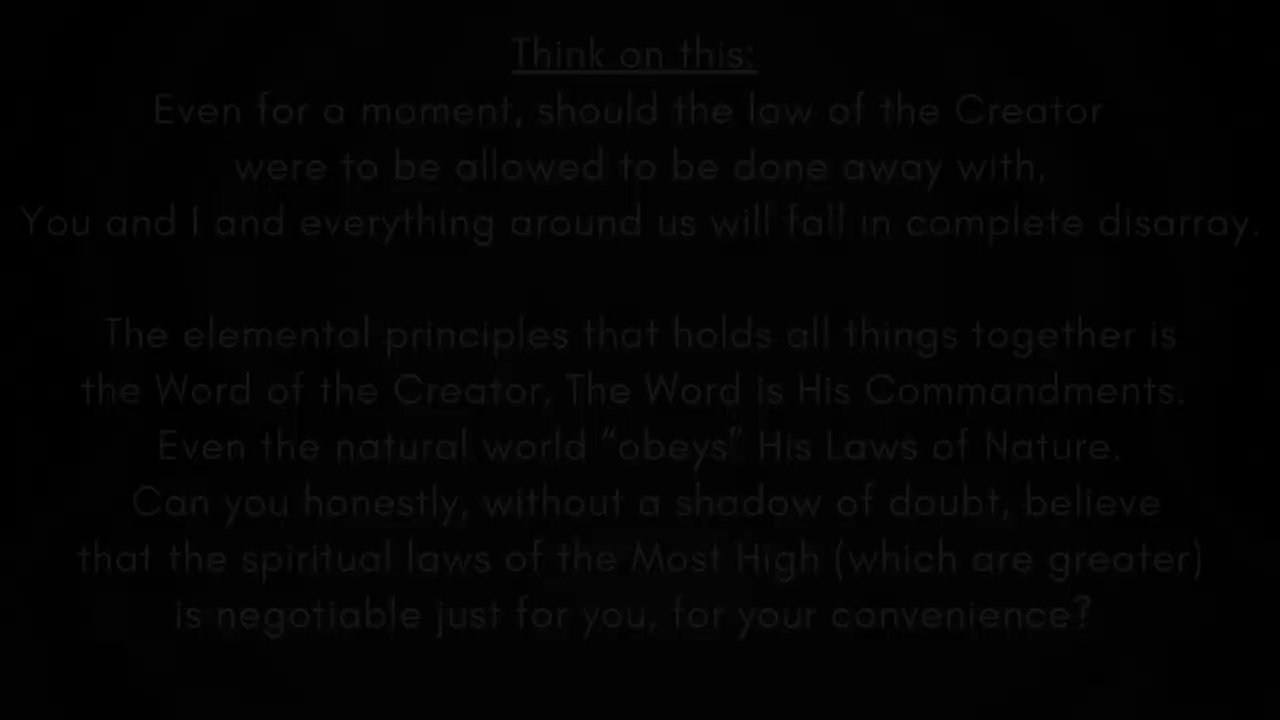 Think on this:
Even for a moment, should the law of the Creator
were to be allowed to be done away with,
You and I and everything around us will fall in complete disarray.
The elemental principles that holds all things together is
the Word of the Creator, The Word is His Commandments.
Even the natural world “obeys” His Laws of Nature.
Can you honestly, without a shadow of doubt, believe
that the spiritual laws of the Most High (which are greater)
is negotiable just for you, for your convenience?